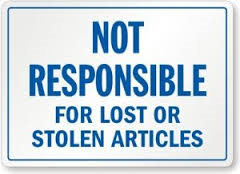 NOT
RESPONSIBLE
FOR LOST OR
STOLEN ARTICLES